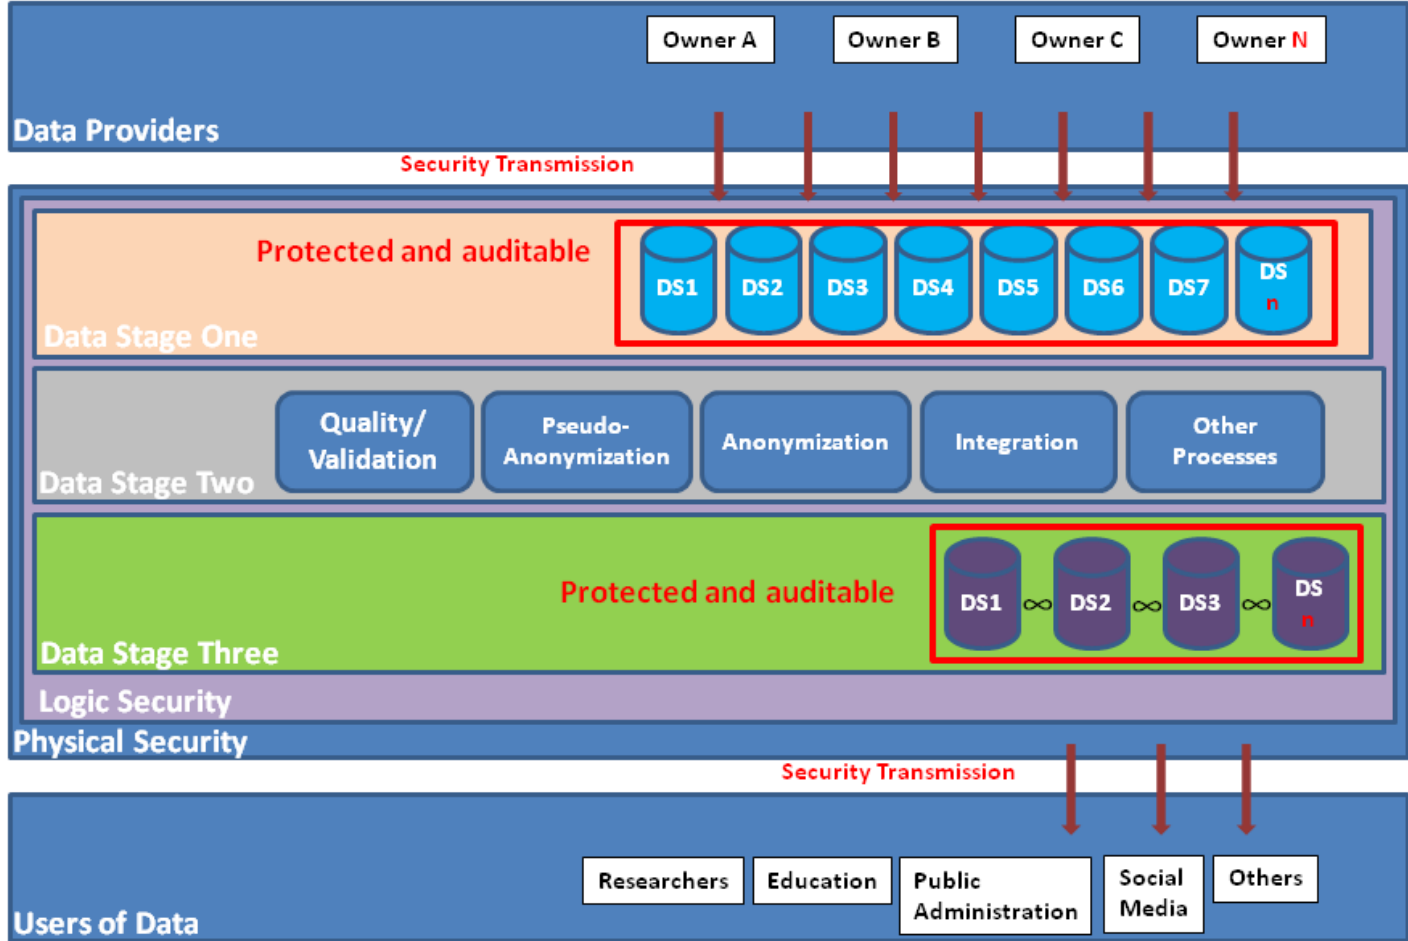 Owner A
Owner B
Owner C
Owner N
Data Providers
Security Transmission
Protected and auditable
DS1
DS2
DS3
DS4
DS5
DS6
DS7
DS
n
Data Stage One
Quality/
Validation
Pseudo-
Anonymization
Anonymization
Integration
Other
Processes
Data Stage Two
Protected and auditable
DS1
∞
DS2
∞
DS3
∞
DS
n
Data Stage Three
Logic Security
Physical Security
Security Transmission
Researchers
Education
Public
Administration
Social
Media
Others
Users of Data